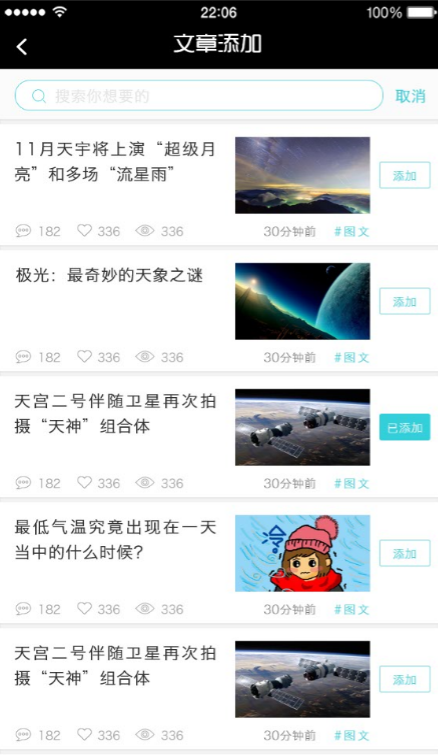 22:06
100%
文章添加
搜索你想要的
取消
11月天宇将上演“超级月
亮”和多场“流星雨”
添加
182
336
336
30分钟前
#图文
极光：最奇妙的天象之谜
添加
182
336
336
30分钟前
#图文
天宫二号伴随卫星再次拍
摄“天神”组合体
已添加
182
336
336
30分钟前
#图文
最低气温究竟出现在一天
当中的什么时候？
冷
添加
182
336
336
30分钟前
#图文
天宫二号伴随卫星再次拍
摄“天神”组合体
添加
182
336
336
30分钟前
#图文